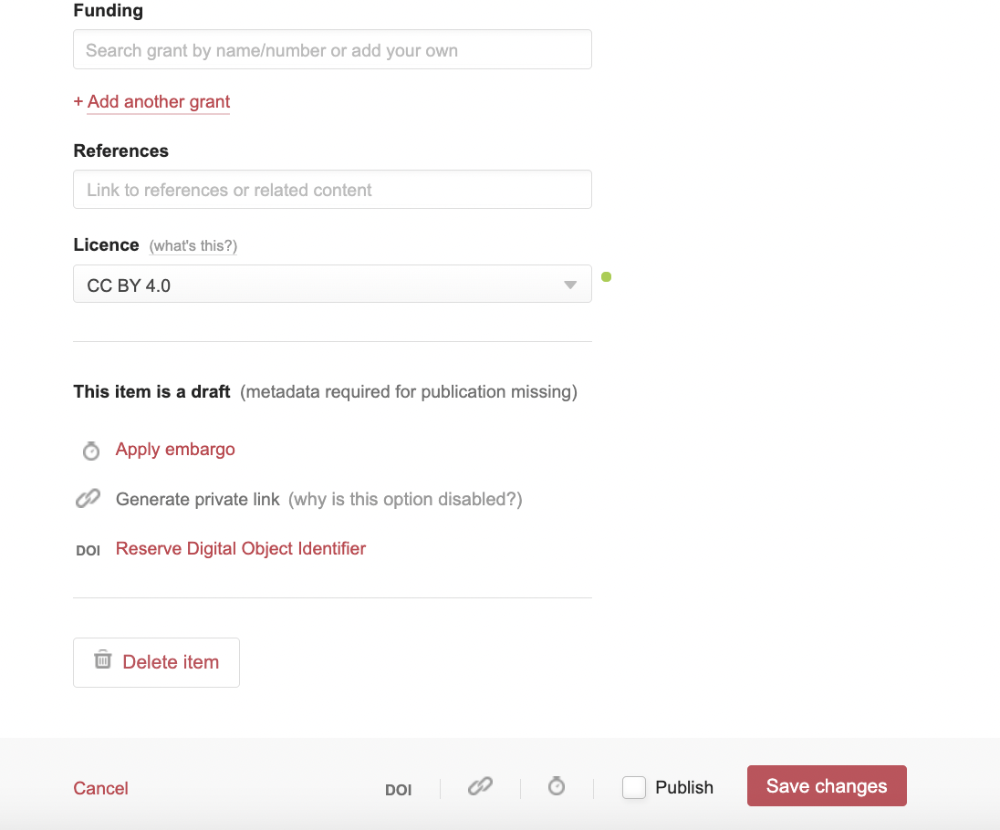 Funding
Search grant by name/number or add your own
+ Add another grant
References
Link to references or related content
Licence (what's this?)
CC BY 4.0
This item is a draft (metadata required for publication missing)
Apply embargo
Generate private link (why is this option disabled?)
DOI Reserve Digital Object Identifier
Delete item
Cancel DOI Publish Save changes